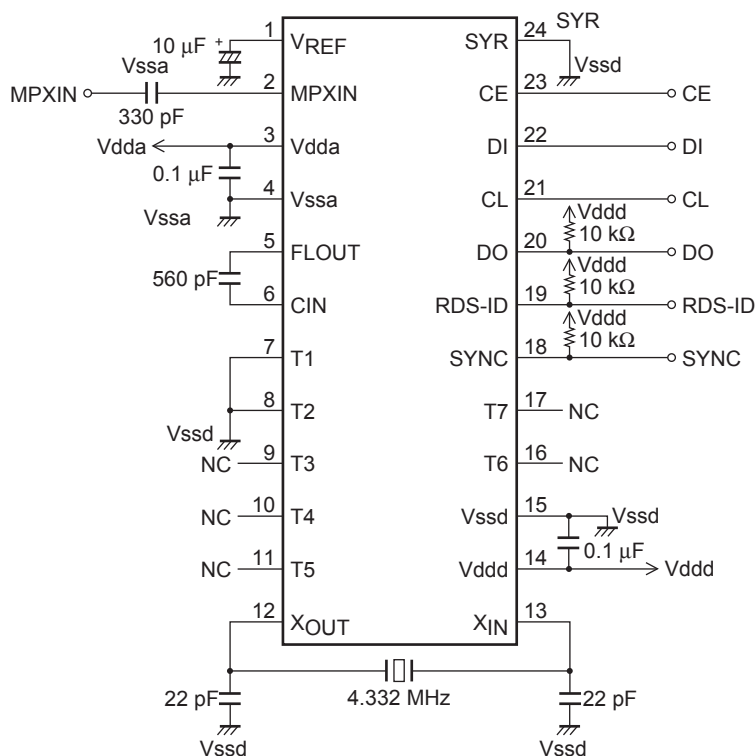 1 VREF SYR 24 SYR
10 μF +
Vssa
Vssd
MPXIN 2 MPXIN CE 23 CE
330 pF
Vdda 3 Vdda DI 22 DI
0.1 μF
4 Vssa CL 21 CL
Vssa
Vddd
10 kΩ
5 FLOUT DO 20 DO
560 pF
Vddd
10 kΩ
6 CIN RDS-ID 19 RDS-ID
Vddd
10 kΩ
7 T1 SYNC 18 SYNC
8 T2 T7 17 NC
Vssd
NC 9 T3 T6 16 NC
NC 10 T4 Vssd 15 Vssd
0.1 μF
NC 11 T5 Vddd 14 Vddd
12 XOUT XIN 13
22 pF 4.332 MHz 22 pF
Vssd Vssd